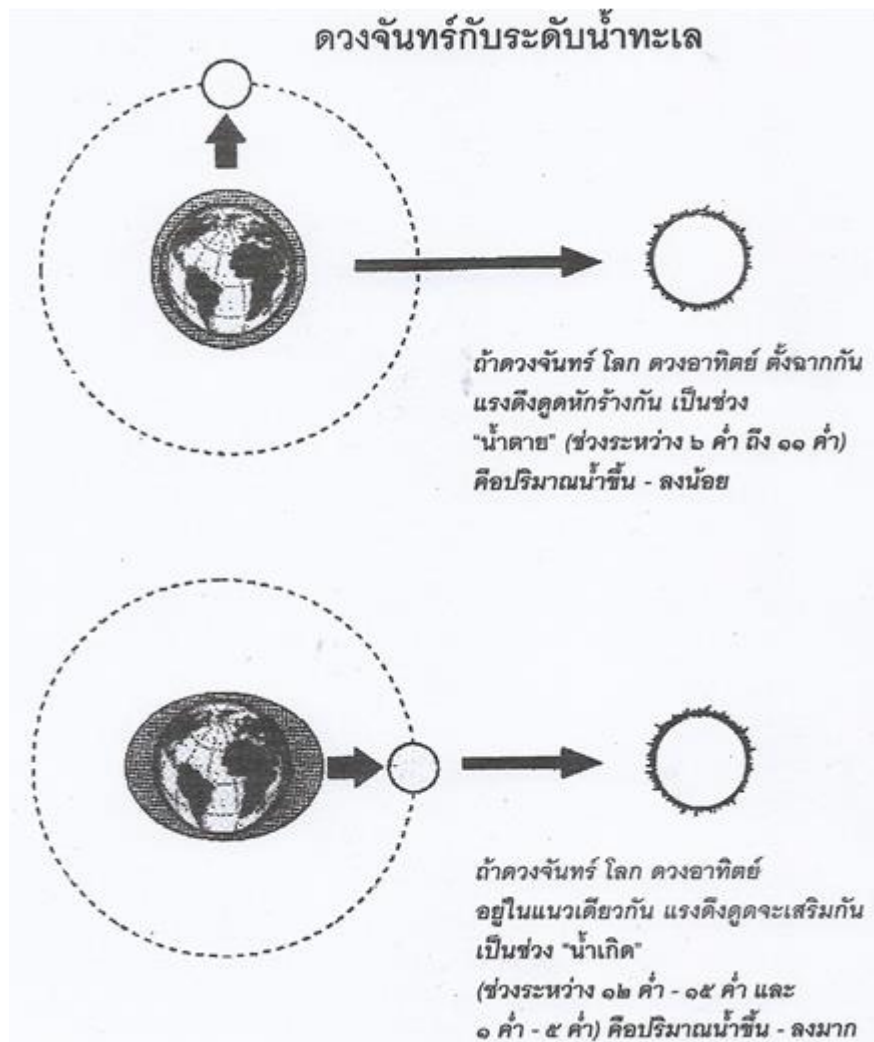 ดวงจันทร์กับระดับน้ำทะเล
ถ้าดวงจันทร์ โลก ดวงอาทิตย์ ตั้งฉากกัน
แรงดึงดูดหักร้างกัน เป็นช่วง
"น้ำตาย" (ช่วงระหว่าง ๖ ค่ำ ถึง ๑๑ ค่ำ)
คือปริมาณน้ำขึ้น - ลงน้อย
ถ้าดวงจันทร์ โลก ดวงอาทิตย์
อยู่ในแนวเดียวกัน แรงดึงดูดจะเสริมกัน
เป็นช่วง "น้ำเกิด"
(ช่วงระหว่าง ๑๒ ค่ำ - ๑๕ ค่ำ และ
๑ ค่ำ - ๕ ค่ำ) คือปริมาณน้ำขึ้น - ลงมาก